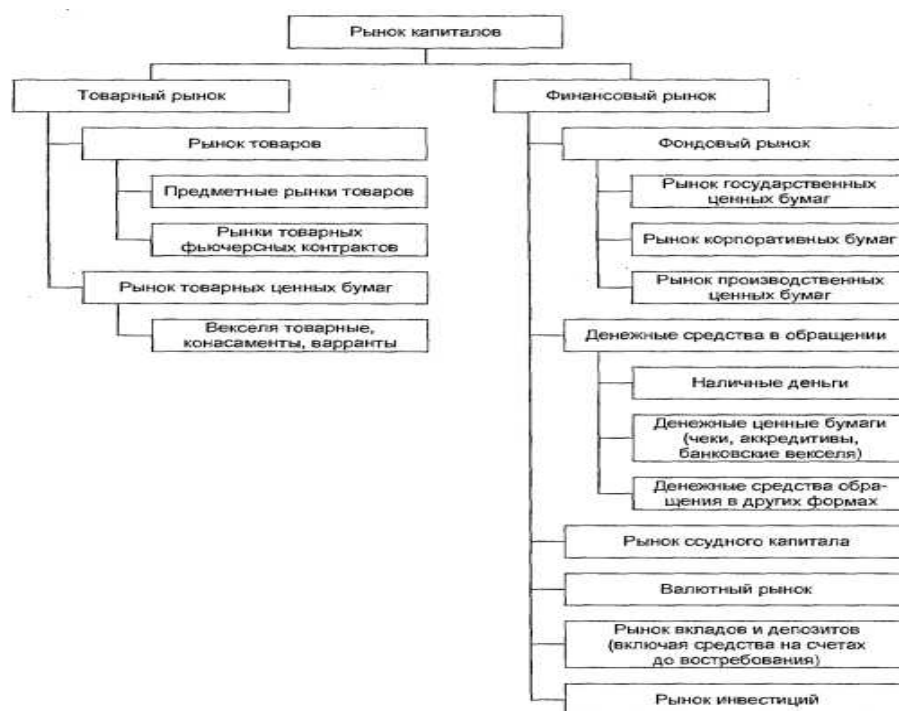 Рынок капиталов
Товарный рынок
Рынок товаров
Предметные рынки товаров
Рынки товарных
фьючерсных контрактов
Рынок товарных ценных бумаг
Векселя товарные,
конасаменты, варранты
Финансовый рынок
Фондовый рынок
Рынок государственных
ценных бумаг
Рынок корпоративных бумаг
Рынок производственных
ценных бумаг
Денежные средства в обращении
Наличные деньги
Денежные ценные бумаги
(чеки, аккредитивы,
банковские векселя)
Денежные средства обра-
щения в других формах
Рынок ссудного капитала
Валютный рынок
Рынок вкладов и депозитов
(включая средства на счетах
до востребования)
Рынок инвестиций